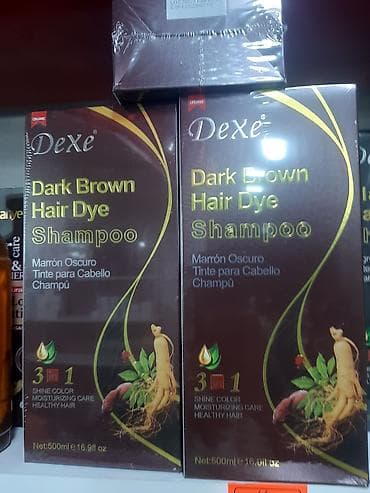 DeXe®
Dark Brown
Hair Dye
Shampoo
Marrón Oscuro
Tinte para Cabello
Champú
3 in 1
SHINE COLOR
MOISTURIZING CARE
HEALTHY HAIR
Net:500ml e 16.9fl oz
DeXe®
Dark Brown
Hair Dye
Shampoo
Marrón Oscuro
Tinte para Cabello
Champú
3 in 1
SHINE COLOR
MOISTURIZING CARE
HEALTHY HAIR
Net:500ml e 16.9fl oz